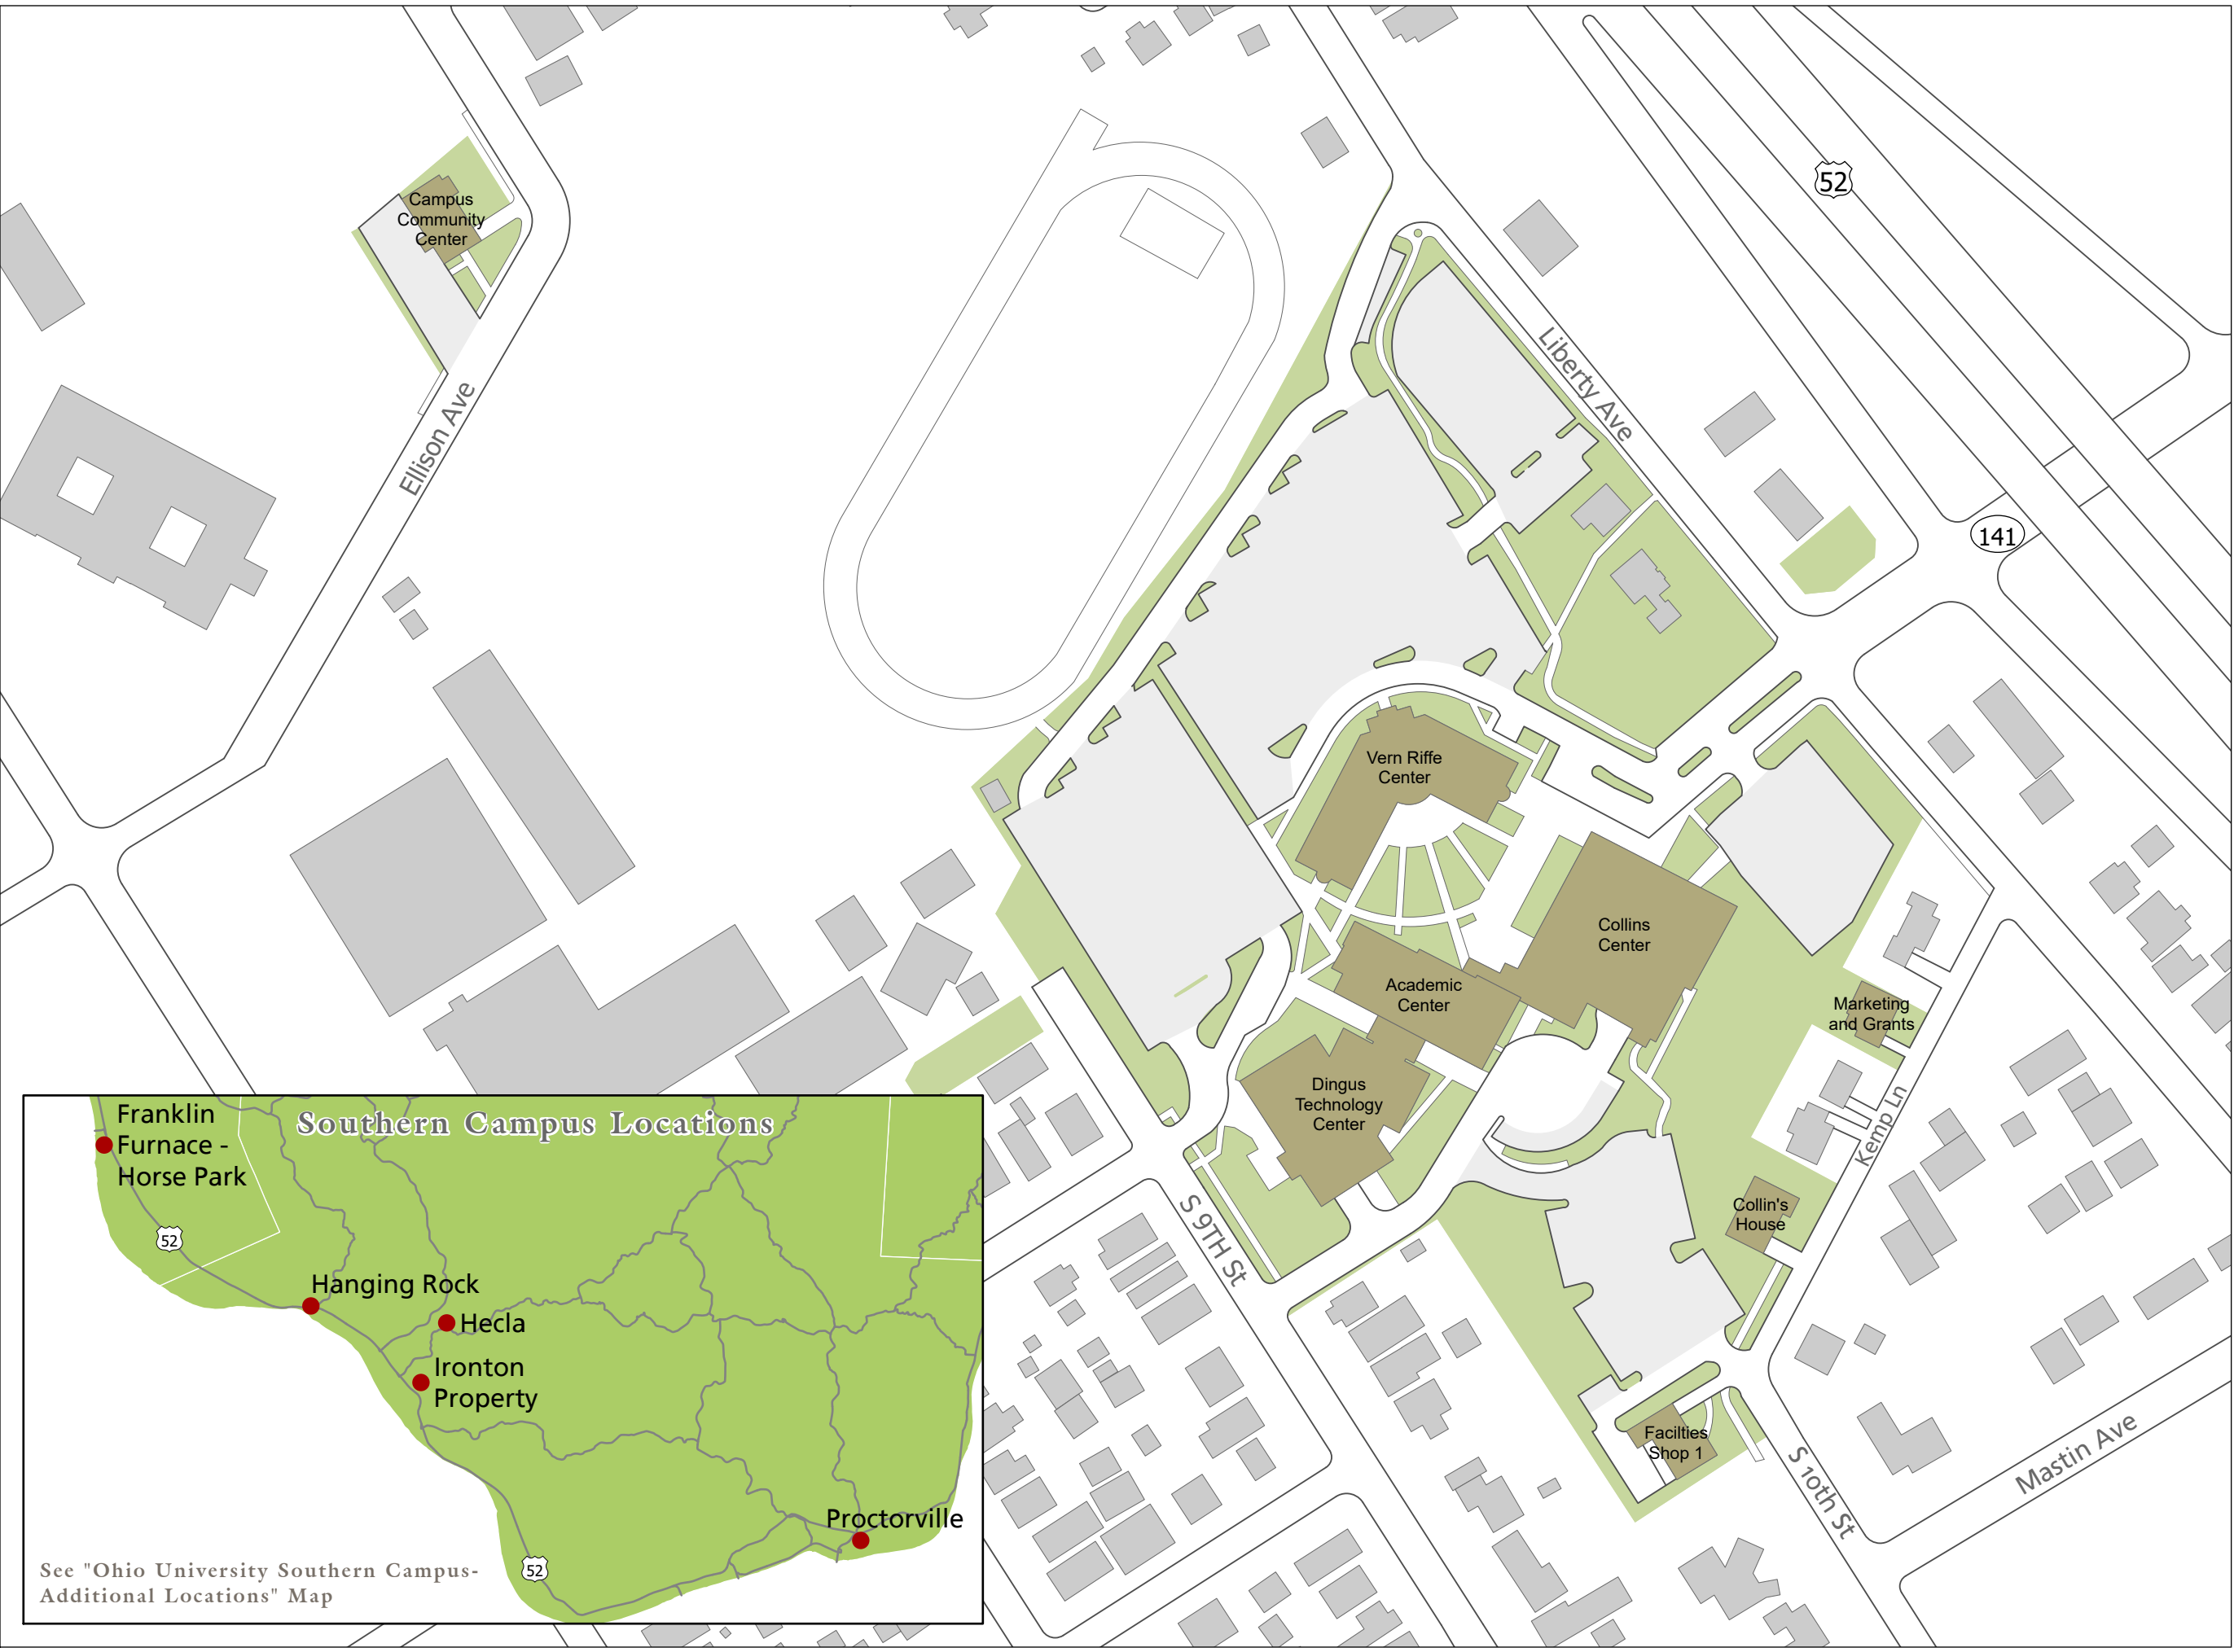 52
Campus
Community
Center
Liberty Ave
Ellison Ave
141
Vern Riffe
Center
Collins
Center
Academic
Center
Marketing
and Grants
Dingus
Technology
Center
Kemp Ln
Collin's
House
S 9TH St
Facilties
Shop 1
S 10th St
Mastin Ave
Southern Campus Locations
Franklin
Furnace -
Horse Park
52
Hanging Rock
Hecla
Ironton
Property
Proctorville
52
See "Ohio University Southern Campus-
Additional Locations" Map